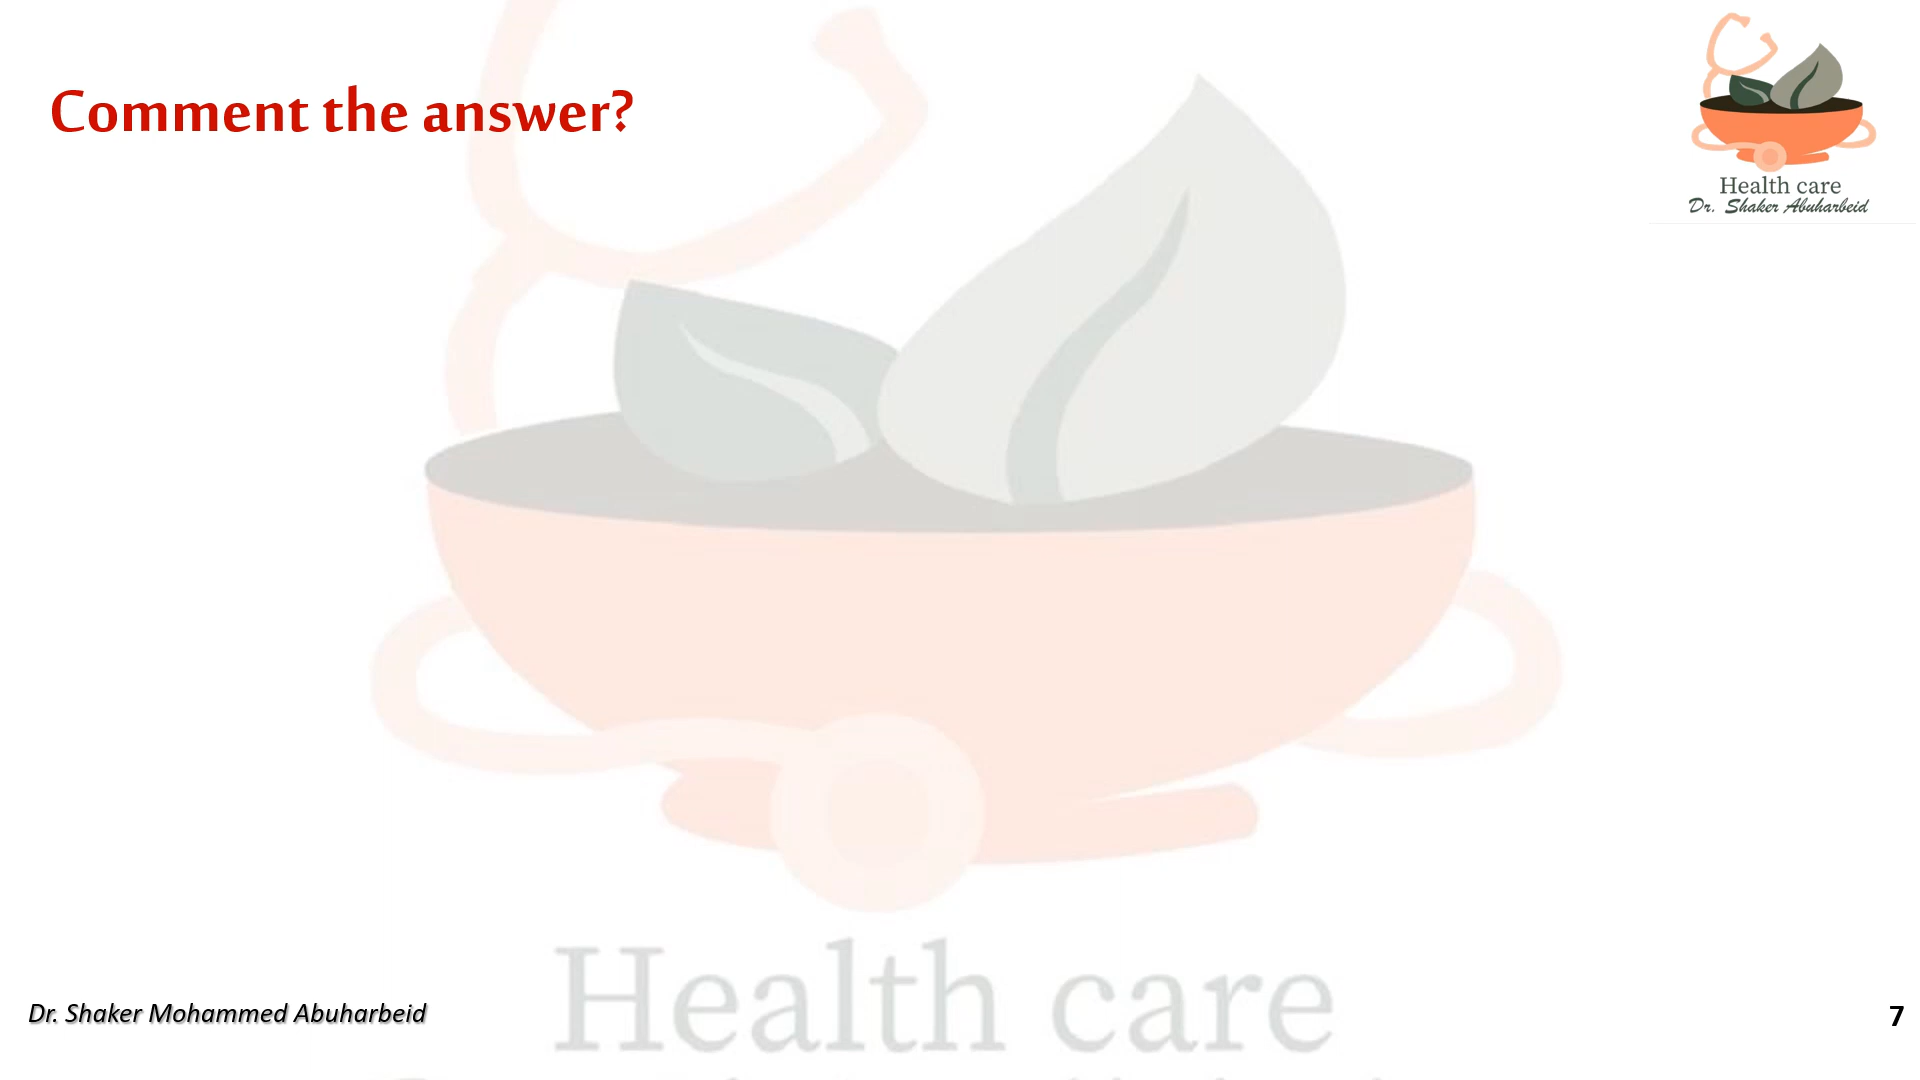 Comment the answer?
Health care
Dr. Shaker Abuharbeid
Health care
Dr. Shaker Mohammed Abuharbeid
7